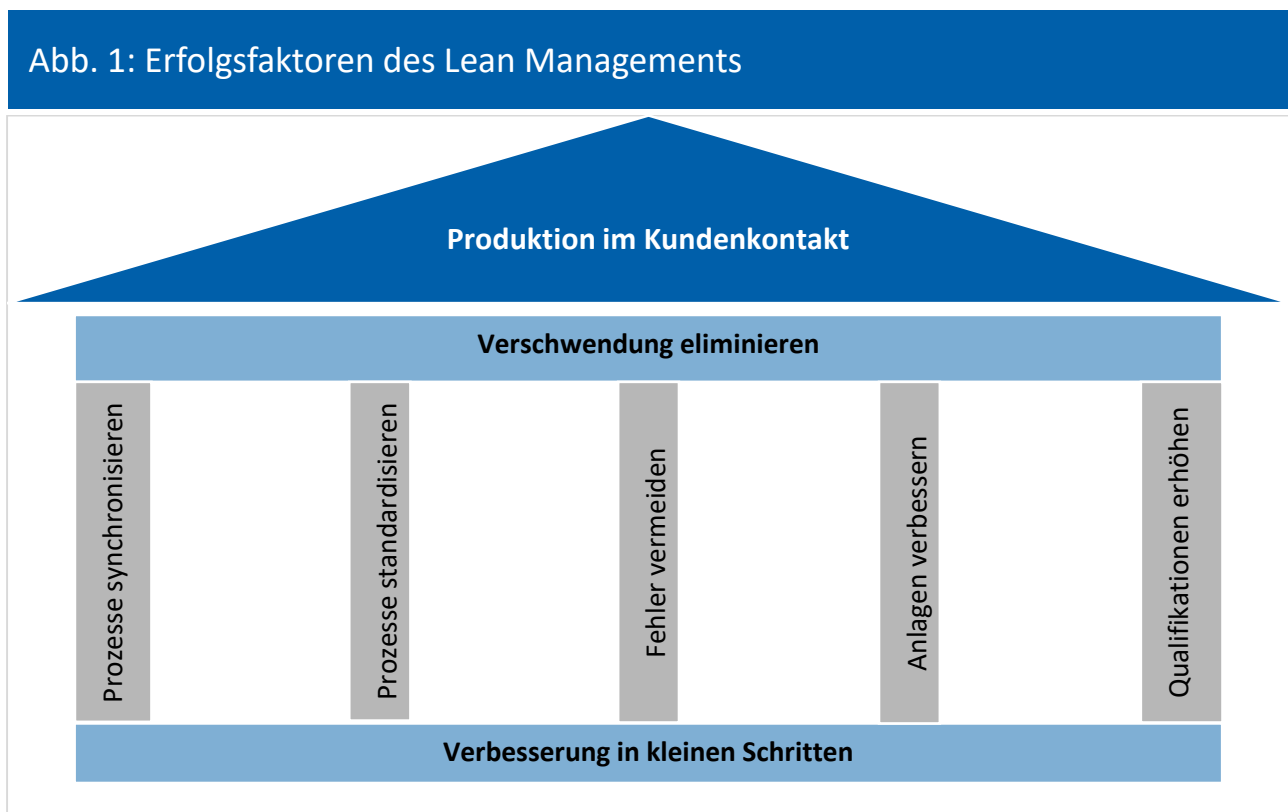 Abb. 1: Erfolgsfaktoren des Lean Managements
Produktion im Kundenkontakt
Verschwendung eliminieren
Prozesse synchronisieren
Prozesse standardisieren
Fehler vermeiden
Anlagen verbessern
Qualifikationen erhöhen
Verbesserung in kleinen Schritten